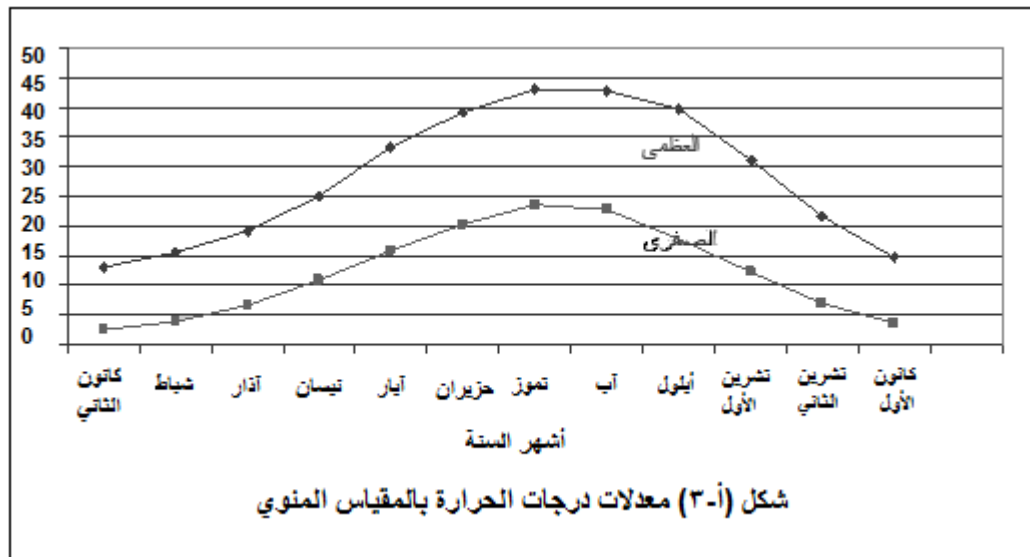 50
45
40
35
30
25
20
15
10
5
0
العظمى
الصغرى
كانون الثاني
شباط
آذار
نيسان
آيار
حزيران
تموز
آب
أيلول
تشرين الأول
تشرين الثاني
كانون الأول
أشهر السنة
شكل (أ-٣) معدلات درجات الحرارة بالمقياس المنوي